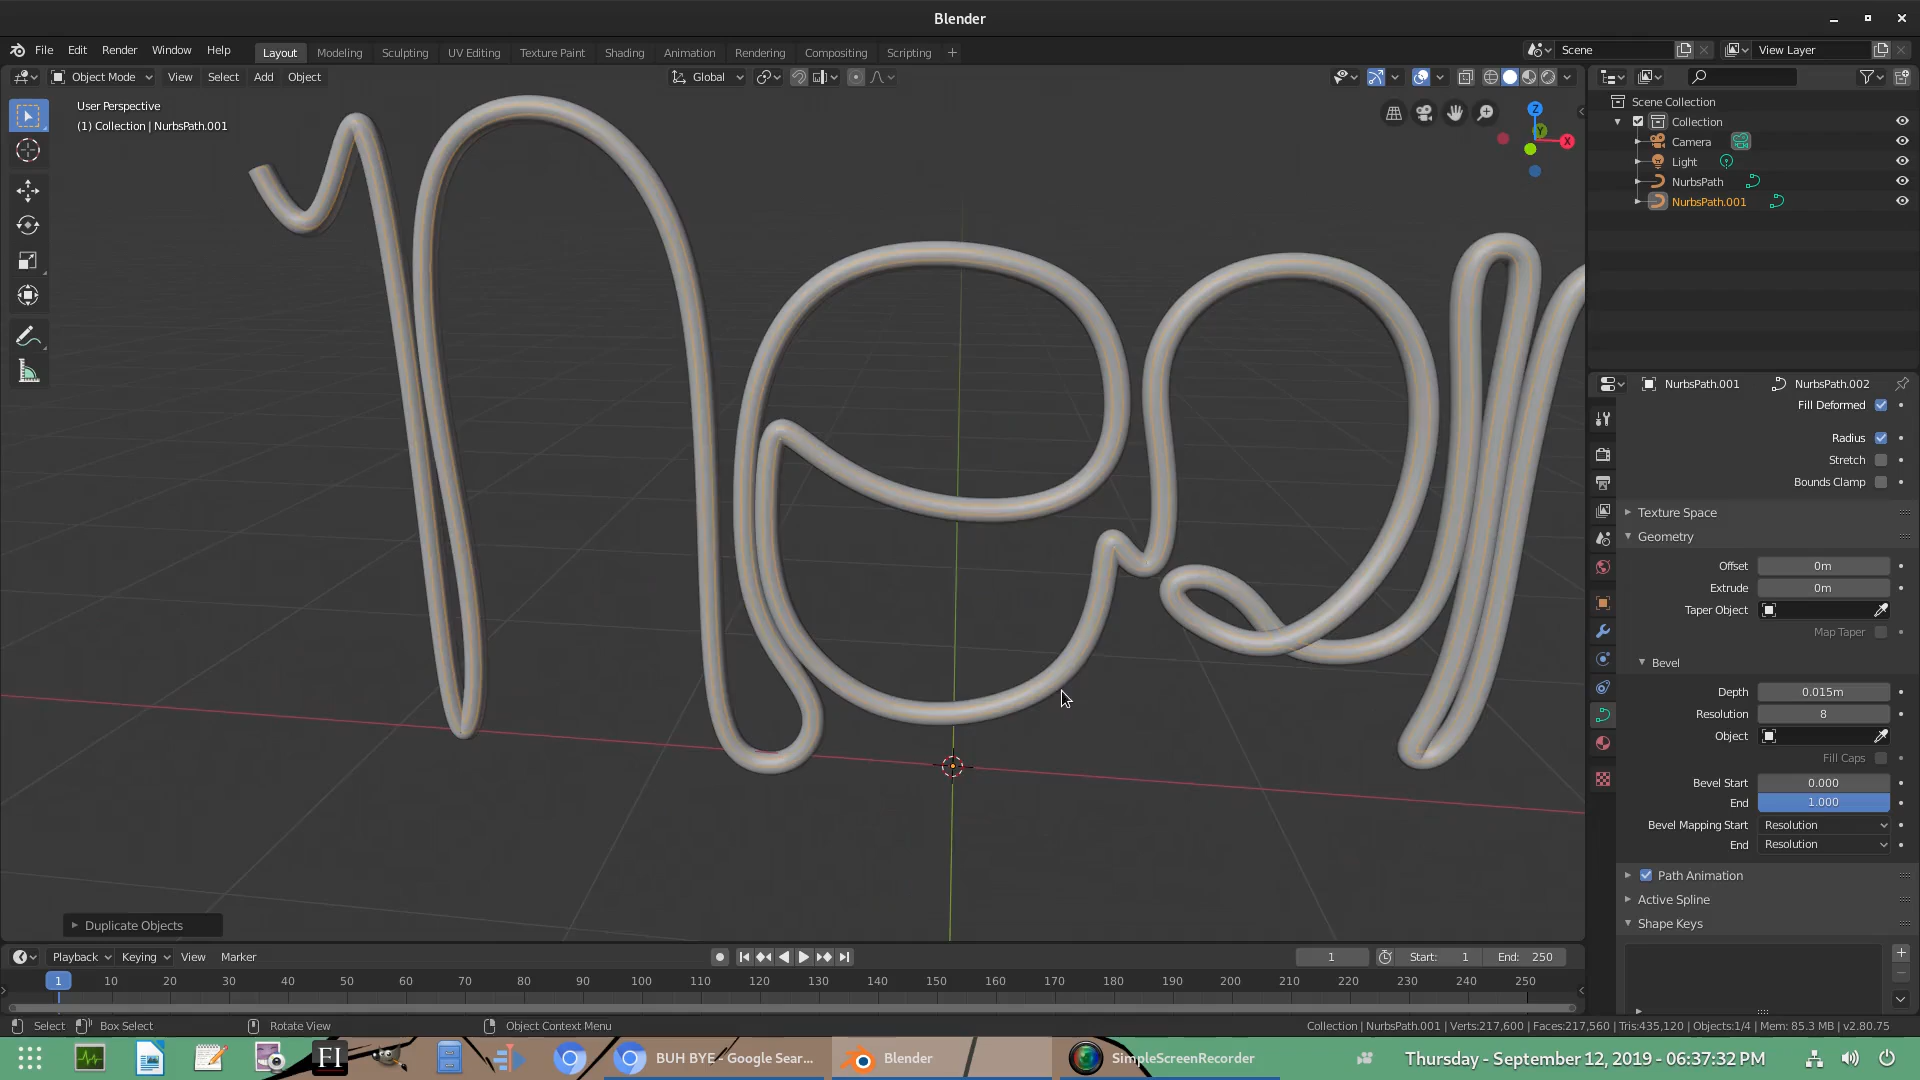 Blender
File Edit Render Window Help
Layout Modeling Sculpting UV Editing Texture Paint Shading Animation Rendering Compositing Scripting +
Scene
View Layer
Object Mode View Select Add Object
Global
User Perspective
(1) Collection | NurbsPath.001
Z
Y
X
Scene Collection
Collection
Camera
Light
NurbsPath
NurbsPath.001
NurbsPath.001 NurbsPath.002
Fill Deformed
Radius
Stretch
Bounds Clamp
Texture Space
Geometry
Offset 0m
Extrude 0m
Taper Object
Map Taper
Bevel
Depth 0.015m
Resolution 8
Object
Fill Caps
Bevel Start 0.000
End 1.000
Bevel Mapping Start Resolution
End Resolution
Path Animation
Active Spline
Shape Keys
Duplicate Objects
Playback Keying View Marker
1
Start: 1
End: 250
1 10 20 30 40 50 60 70 80 90 100 110 120 130 140 150 160 170 180 190 200 210 220 230 240 250
Select Box Select Rotate View Object Context Menu
Collection | NurbsPath.001 | Verts:217,600 | Faces:217,560 | Tris:435,120 | Objects:1/4 | Mem: 85.3 MB | v2.80.75
FI
BUH BYE - Google Sear...
Blender
SimpleScreenRecorder
Thursday - September 12, 2019 - 06:37:32 PM